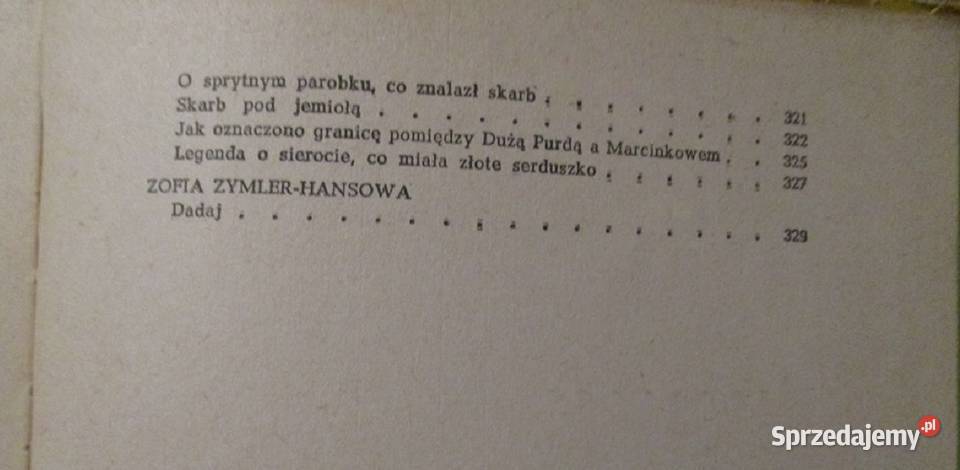 O sprytnym parobku, co znalazł skarb . . . . . . . 321
Skarb pod jemiołą . . . . . . . . . . . . 322
Jak oznaczono granicę pomiędzy Dużą Purdą a Marcinkowem . . 325
Legenda o sierocie, co miała złote serduszko . . . . . . 327
ZOFIA ZYMLER-HANSOWA
Dadaj . . . . . . . . . . . . . . . . 329
Sprzedajemy.pl